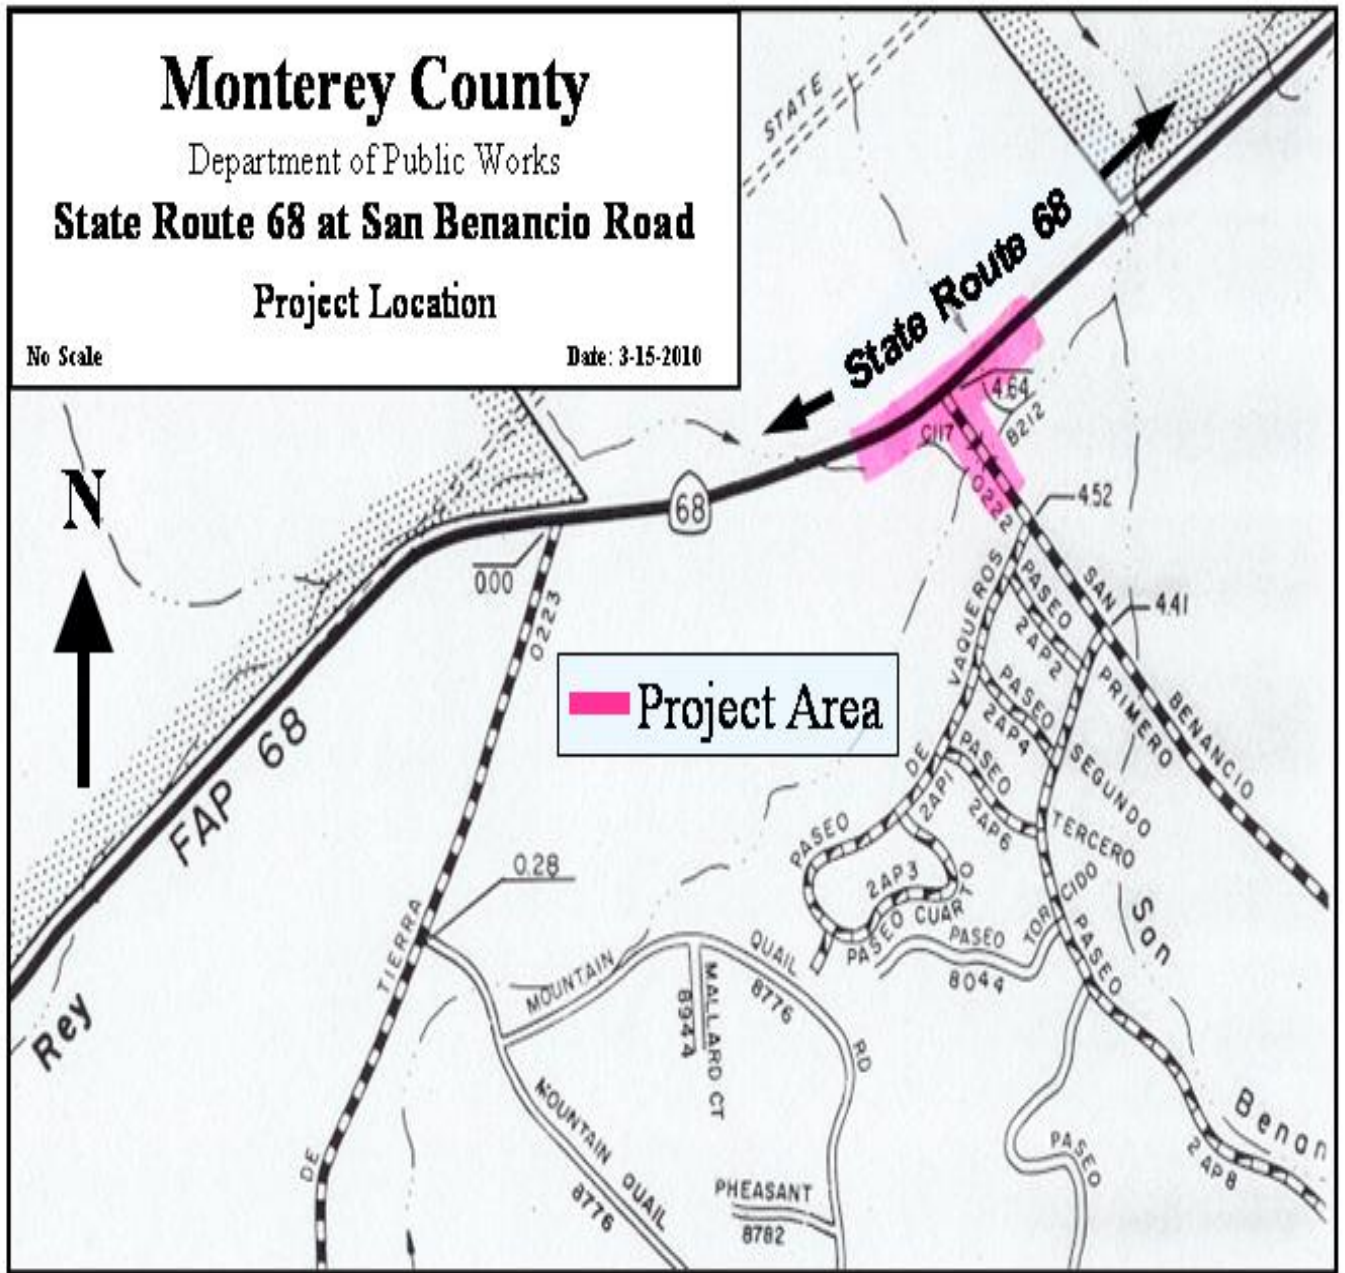 Monterey County
Department of Public Works
State Route 68 at San Benancio Road
Project Location
No Scale
Date: 3-15-2010
STATE
State Route 68
4.64
8212
C117
0222
4.52
68
N
0.00
0223
VAQUEROS
DE
PASEO
2AP1
PASEO
2AP2
SAN
4.41
PRIMERO
BENANCIO
Project Area
PASEO
2AP4
SEGUNDO
PASEO
2AP6
TERCERO
FAP 68
0.28
2AP3
PASEO CUARTO
TORCIDO
PASEO
San
PASEO
8044
TIERRA
DE
MOUNTAIN
QUAIL
8776
RD
MALLARD CT
8944
Rey
MOUNTAIN QUAIL
8776
PHEASANT
8782
PASEO
Benan
2AP8